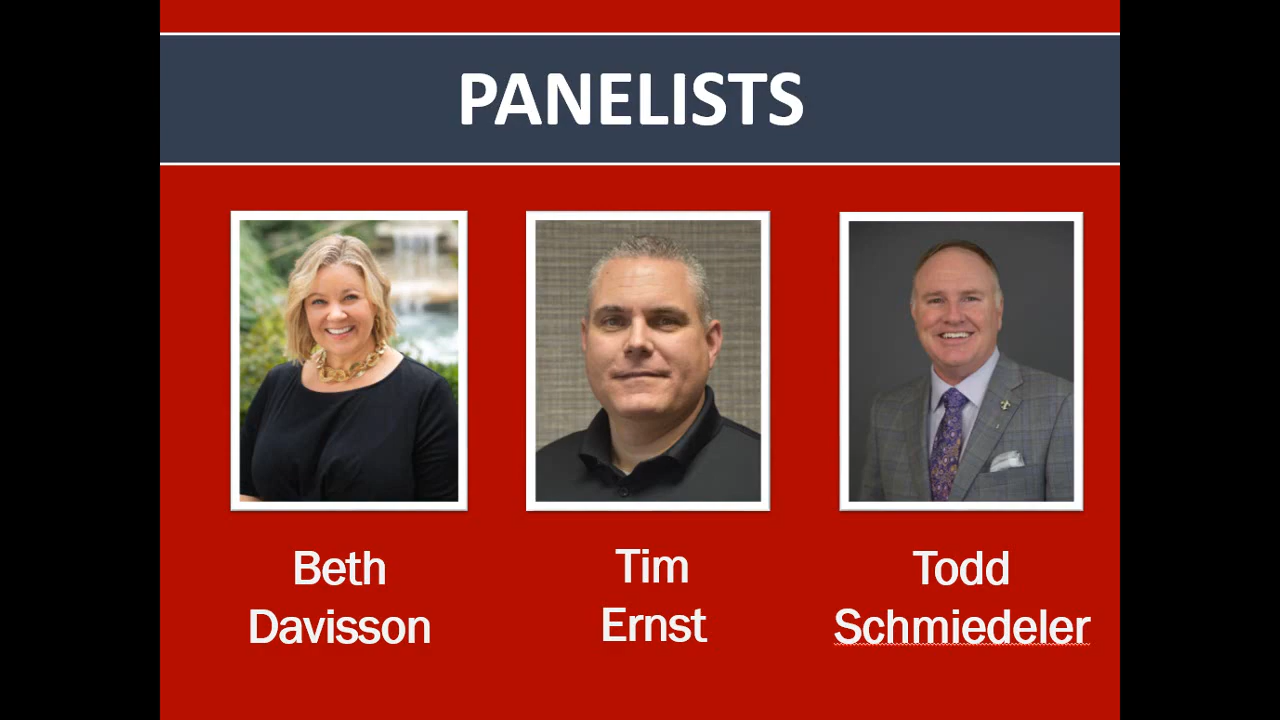 PANELISTS
Beth
Davisson
Tim
Ernst
Todd
Schmiedeler